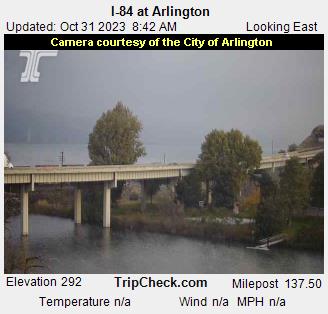 I-84 at Arlington
Updated: Oct 31 2023 8:42 AM Looking East
Camera courtesy of the City of Arlington
Elevation 292 TripCheck.com Milepost 137.50
Temperature n/a Wind n/a MPH n/a